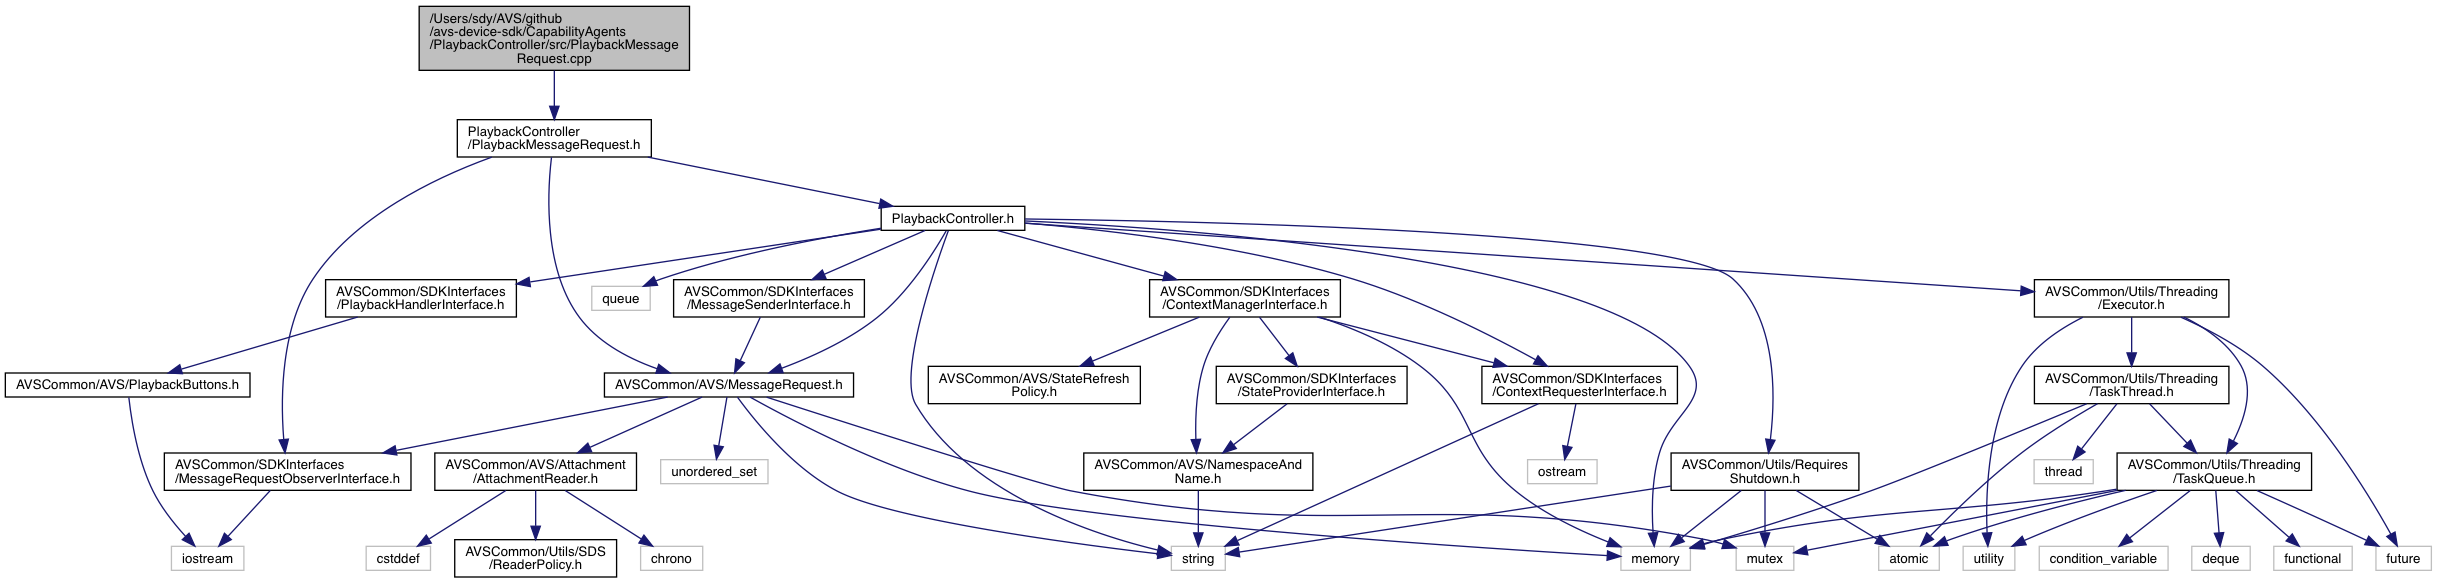 /Users/sdy/AVS/github
/avs-device-sdk/CapabilityAgents
/PlaybackController/src/PlaybackMessage
Request.cpp
PlaybackController
/PlaybackMessageRequest.h
PlaybackController.h
AVSCommon/SDKInterfaces
/PlaybackHandlerInterface.h
queue
AVSCommon/SDKInterfaces
/MessageSenderInterface.h
AVSCommon/SDKInterfaces
/ContextManagerInterface.h
AVSCommon/Utils/Threading
/Executor.h
AVSCommon/AVS/PlaybackButtons.h
AVSCommon/AVS/MessageRequest.h
AVSCommon/AVS/StateRefresh
Policy.h
AVSCommon/SDKInterfaces
/StateProviderInterface.h
AVSCommon/SDKInterfaces
/ContextRequesterInterface.h
AVSCommon/Utils/Threading
/TaskThread.h
AVSCommon/SDKInterfaces
/MessageRequestObserverInterface.h
AVSCommon/AVS/Attachment
/AttachmentReader.h
unordered_set
AVSCommon/AVS/NamespaceAnd
Name.h
ostream
AVSCommon/Utils/Requires
Shutdown.h
thread
AVSCommon/Utils/Threading
/TaskQueue.h
iostream
cstddef
AVSCommon/Utils/SDS
/ReaderPolicy.h
chrono
string
memory
mutex
atomic
utility
condition_variable
deque
functional
future